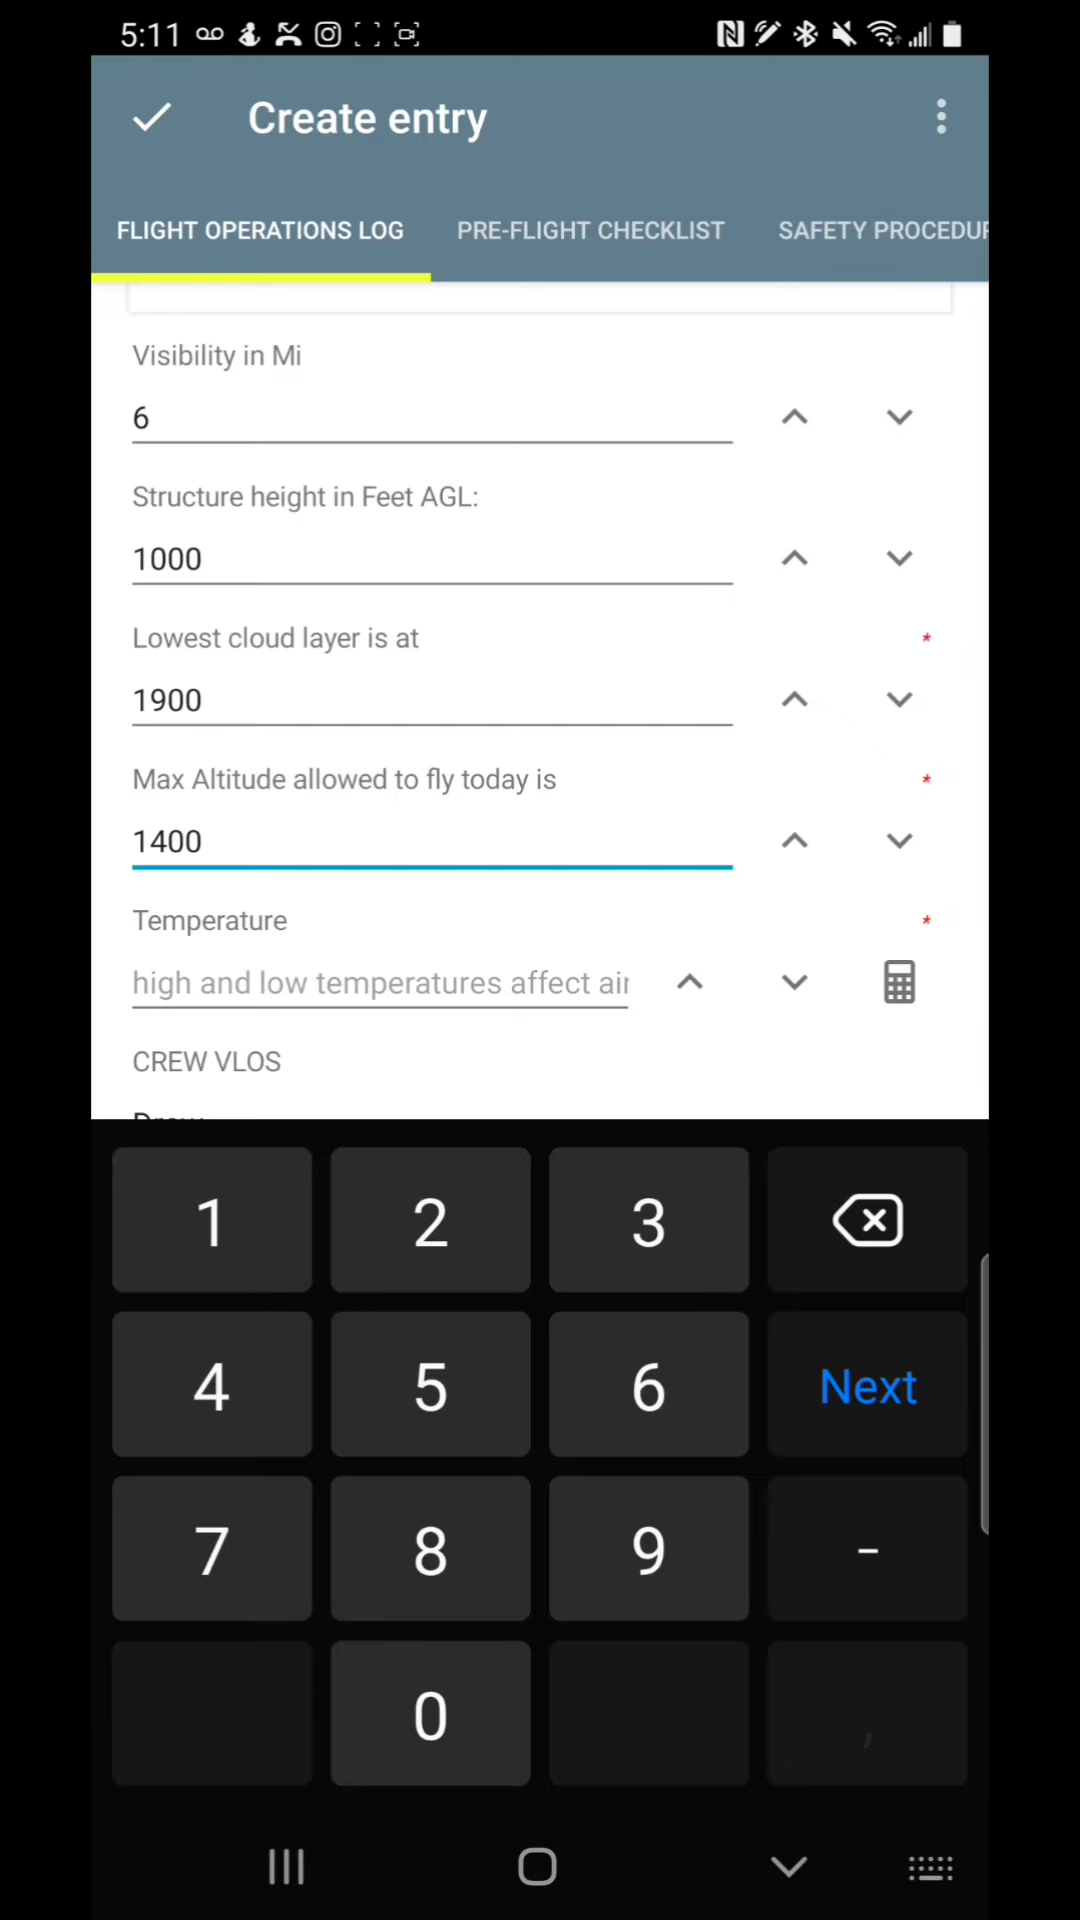 5:11
Create entry
FLIGHT OPERATIONS LOG PRE-FLIGHT CHECKLIST SAFETY
Visibility in Mi
6
Structure height in Feet AGL:
1000
Lowest cloud layer is at *
1900
Max Altitude allowed to fly today is *
1400
Temperature *
high and low temperatures affect air
CREW VLOS
1 2 3
4 5 6 Next
7 8 9 -
0 ,